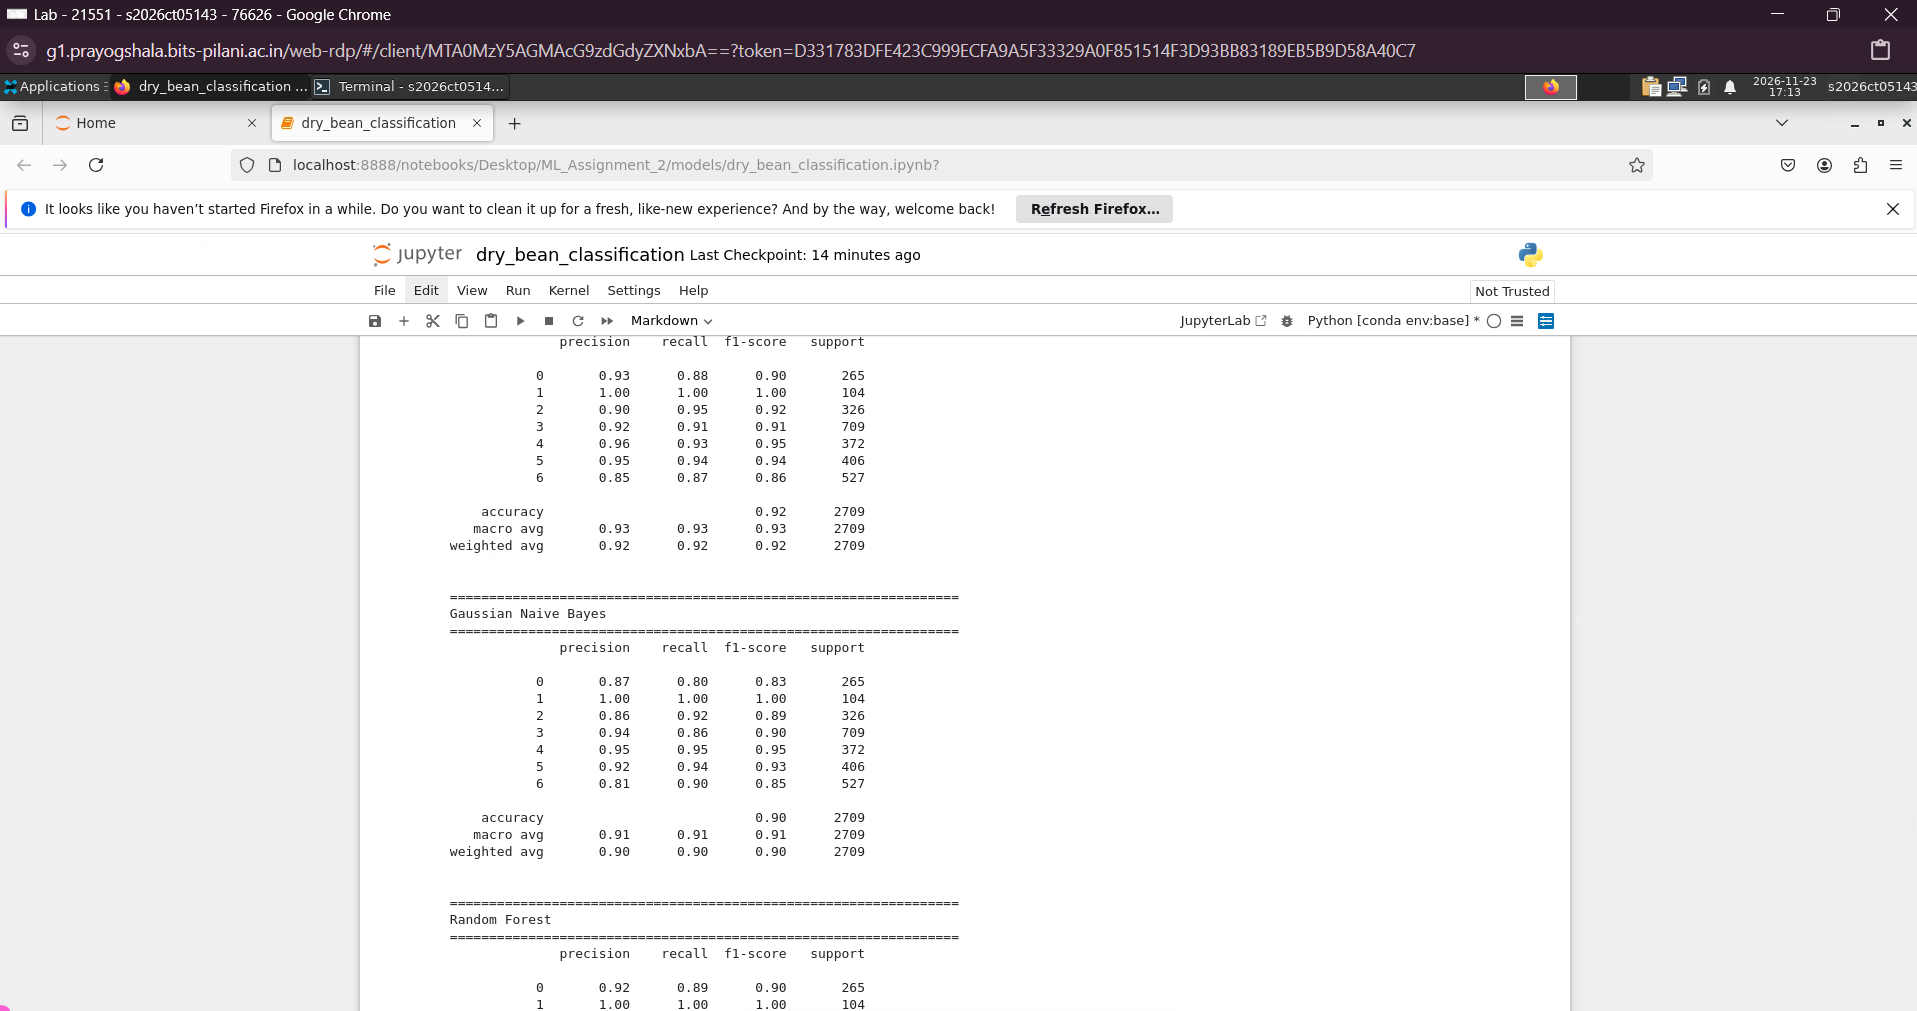 Lab - 21551 - s2026ct05143 - 76626 - Google Chrome
g1.prayogshala.bits-pilani.ac.in/web-rdp/#/client/MTA0MzY5AGMAcG9zdGdyZXNxbA==?token=D331783DFE423C999ECFA9A5F33329A0F851514F3D93BB83189EB5B9D58A40C7
Applications dry_bean_classification ... Terminal - s2026ct0514... 2026-11-23 17:13 s2026ct05143
Home dry_bean_classification
localhost:8888/notebooks/Desktop/ML_Assignment_2/models/dry_bean_classification.ipynb?
It looks like you haven’t started Firefox in a while. Do you want to clean it up for a fresh, like-new experience? And by the way, welcome back! Refresh Firefox…
jupyter dry_bean_classification Last Checkpoint: 14 minutes ago
File Edit View Run Kernel Settings Help Not Trusted
Markdown JupyterLab Python [conda env:base] *
precision recall f1-score support
0 0.93 0.88 0.90 265
1 1.00 1.00 1.00 104
2 0.90 0.95 0.92 326
3 0.92 0.91 0.91 709
4 0.96 0.93 0.95 372
5 0.95 0.94 0.94 406
6 0.85 0.87 0.86 527
accuracy 0.92 2709
macro avg 0.93 0.93 0.93 2709
weighted avg 0.92 0.92 0.92 2709
=================================================================
Gaussian Naive Bayes
=================================================================
precision recall f1-score support
0 0.87 0.80 0.83 265
1 1.00 1.00 1.00 104
2 0.86 0.92 0.89 326
3 0.94 0.86 0.90 709
4 0.95 0.95 0.95 372
5 0.92 0.94 0.93 406
6 0.81 0.90 0.85 527
accuracy 0.90 2709
macro avg 0.91 0.91 0.91 2709
weighted avg 0.90 0.90 0.90 2709
=================================================================
Random Forest
=================================================================
precision recall f1-score support
0 0.92 0.89 0.90 265
1 1.00 1.00 1.00 104